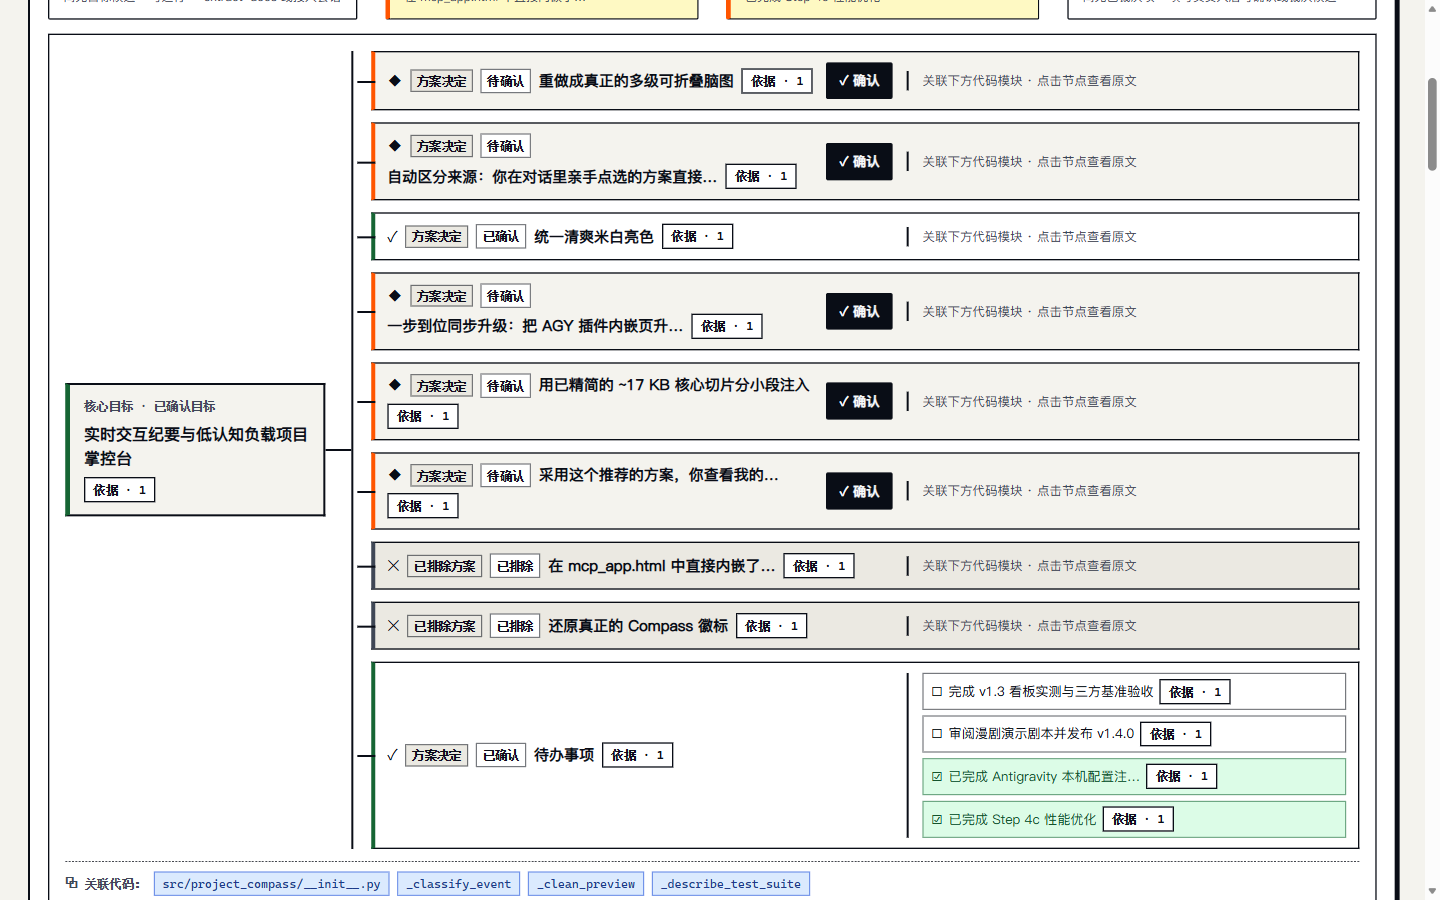 ◆ 方案决定 待确认 重做成真正的多级可折叠脑图 依据 · 1 ✓ 确认 关联下方代码模块 · 点击节点查看原文
◆ 方案决定 待确认
自动区分来源：你在对话里亲手点选的方案直接… 依据 · 1 ✓ 确认 关联下方代码模块 · 点击节点查看原文
✓ 方案决定 已确认 统一清爽米白亮色 依据 · 1 关联下方代码模块 · 点击节点查看原文
◆ 方案决定 待确认
一步到位同步升级：把 AGY 插件内嵌页升… 依据 · 1 ✓ 确认 关联下方代码模块 · 点击节点查看原文
◆ 方案决定 待确认 用已精简的 ~17 KB 核心切片分小段注入
依据 · 1 ✓ 确认 关联下方代码模块 · 点击节点查看原文
核心目标 · 已确认目标
实时交互纪要与低认知负载项目
掌控台
依据 · 1
◆ 方案决定 待确认 采用这个推荐的方案，你查看我的…
依据 · 1 ✓ 确认 关联下方代码模块 · 点击节点查看原文
✕ 已排除方案 已排除 在 mcp_app.html 中直接内嵌了… 依据 · 1 关联下方代码模块 · 点击节点查看原文
✕ 已排除方案 已排除 还原真正的 Compass 徽标 依据 · 1 关联下方代码模块 · 点击节点查看原文
✓ 方案决定 已确认 待办事项 依据 · 1
☐ 完成 v1.3 看板实测与三方基准验收 依据 · 1
☐ 审阅漫剧演示剧本并发布 v1.4.0 依据 · 1
☑ 已完成 Antigravity 本机配置注… 依据 · 1
☑ 已完成 Step 4c 性能优化 依据 · 1
关联代码： src/project_compass/__init__.py _classify_event _clean_preview _describe_test_suite